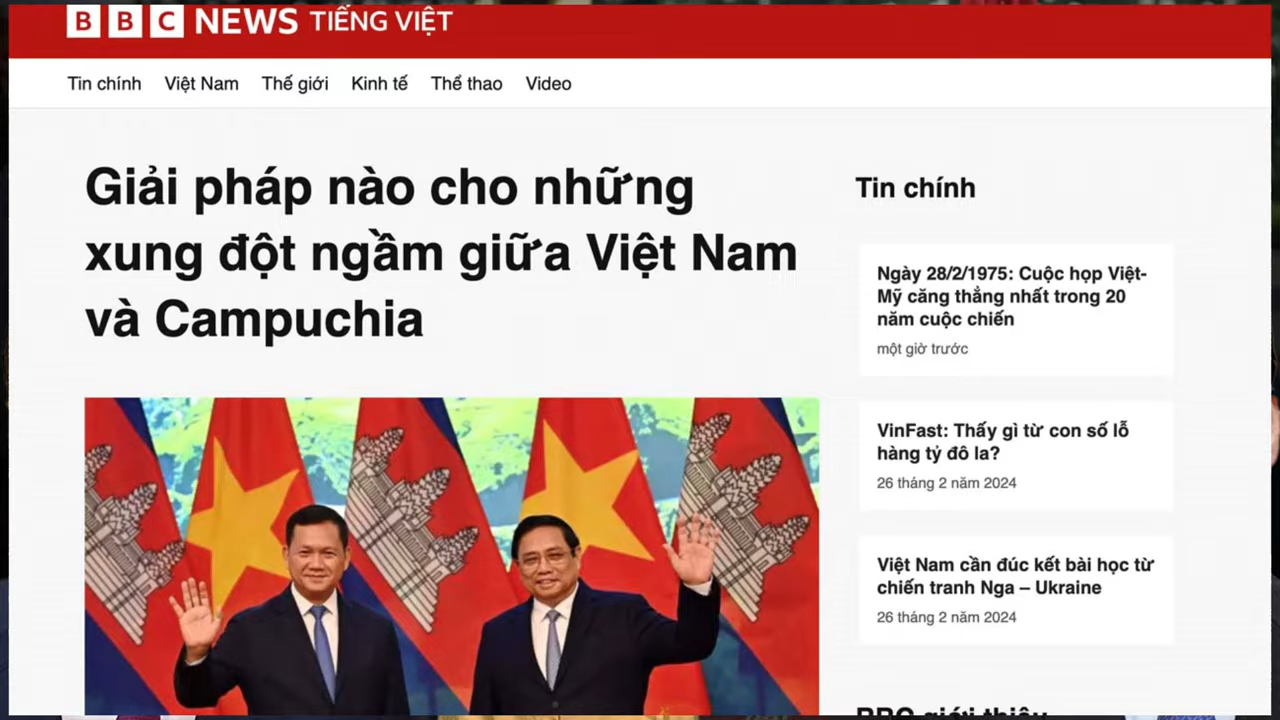 BBC NEWS TIẾNG VIỆT
Tin chính Việt Nam Thế giới Kinh tế Thể thao Video
Giải pháp nào cho những
xung đột ngầm giữa Việt Nam
và Campuchia
Tin chính
Ngày 28/2/1975: Cuộc họp Việt-
Mỹ căng thẳng nhất trong 20
năm cuộc chiến
một giờ trước
VinFast: Thấy gì từ con số lỗ
hàng tỷ đô la?
26 tháng 2 năm 2024
Việt Nam cần đúc kết bài học từ
chiến tranh Nga – Ukraine
26 tháng 2 năm 2024
BBC giới thiệu